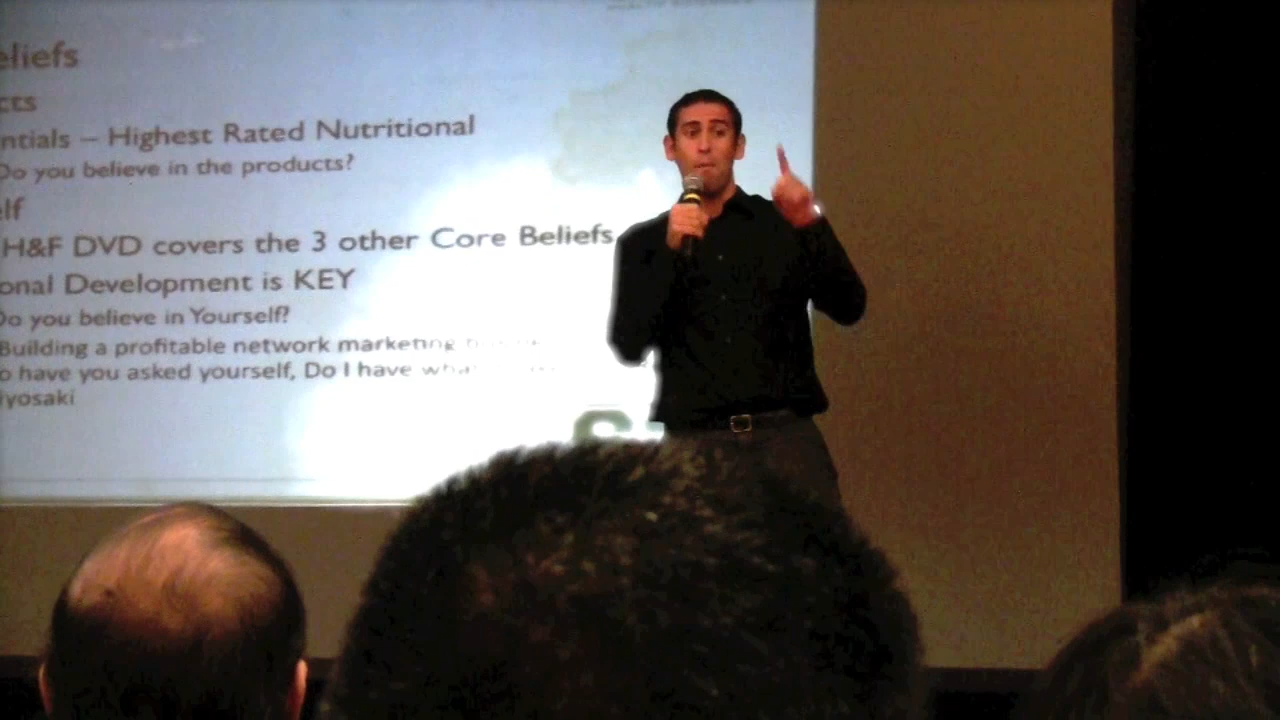 eliefs
cts
ntials – Highest Rated Nutritional
Do you believe in the products?
elf
H&F DVD covers the 3 other Core Beliefs
onal Development is KEY
Do you believe in Yourself?
Building a profitable network marketing
o have you asked yourself, Do I have what
iyosaki